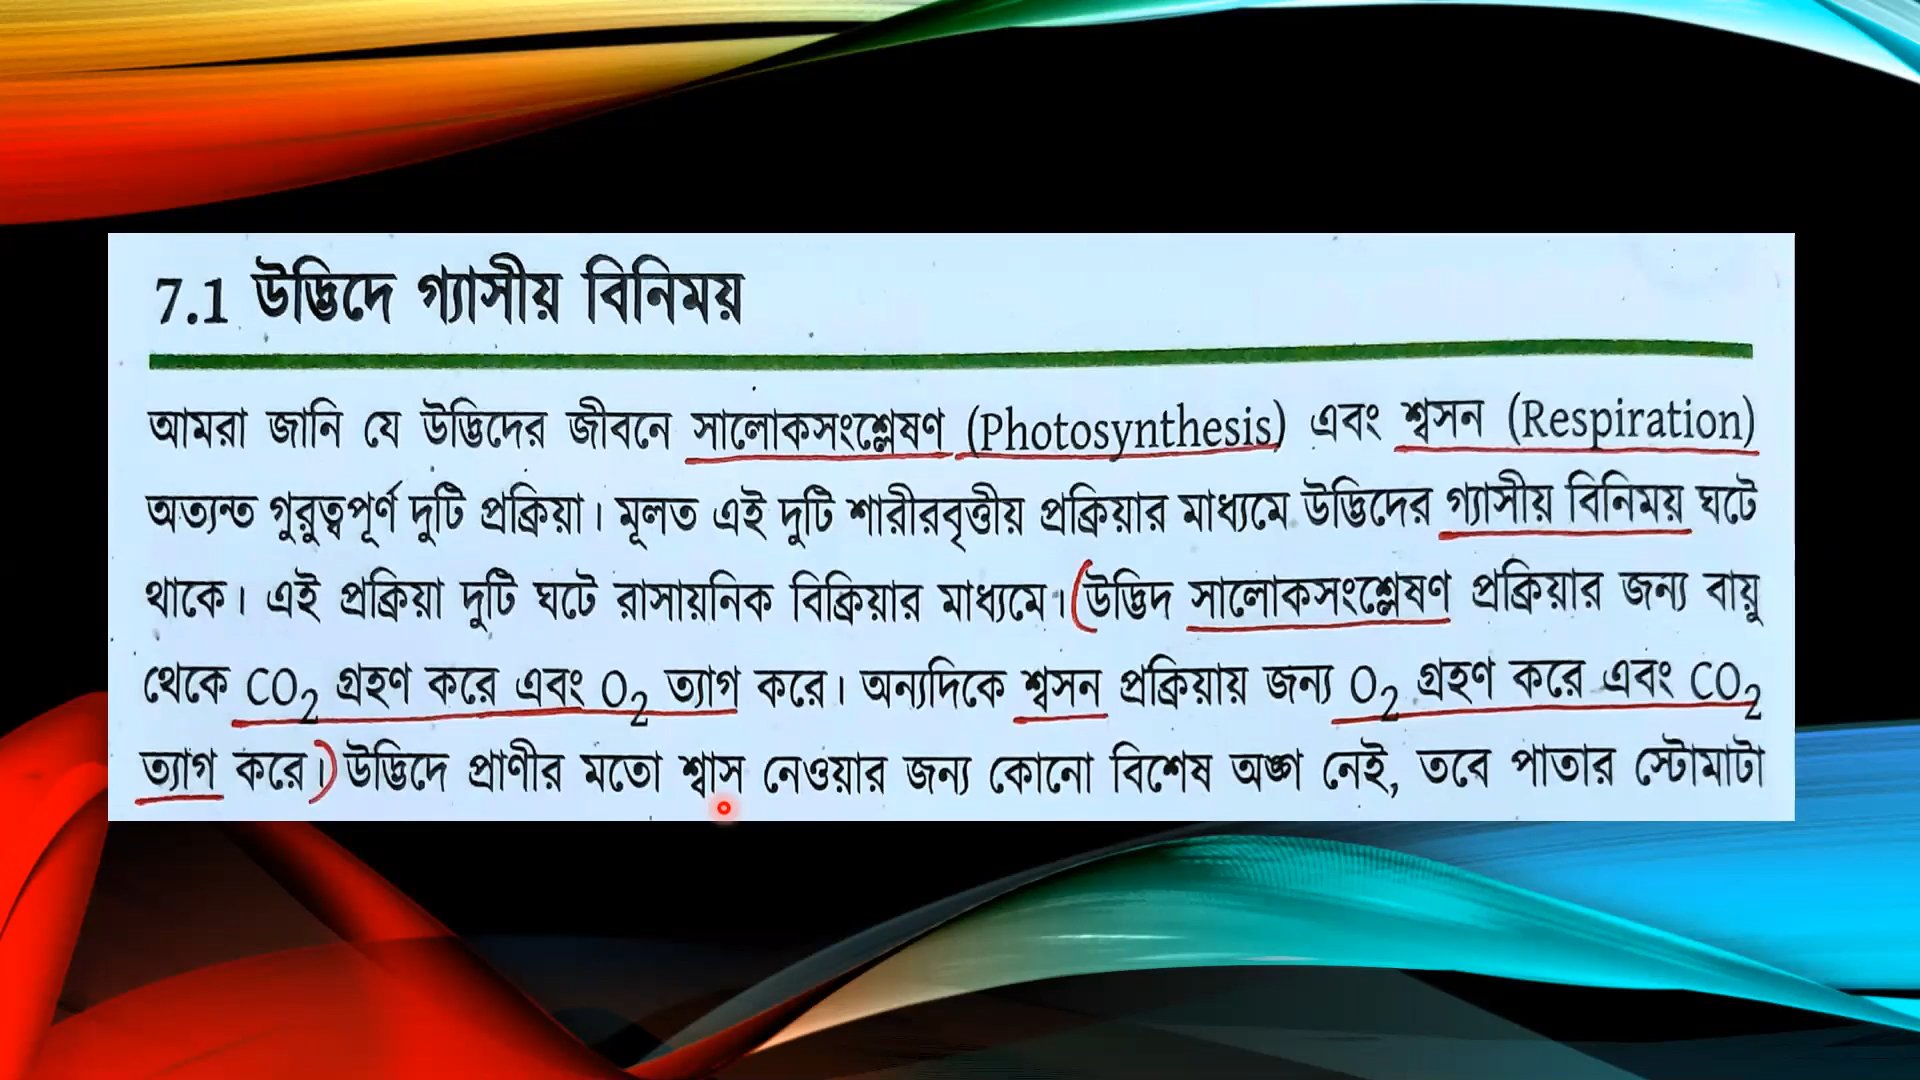 7.1 উদ্ভিদে গ্যাসীয় বিনিময়
আমরা জানি যে উদ্ভিদের জীবনে সালোকসংশ্লেষণ (Photosynthesis) এবং শ্বসন (Respiration)
অত্যন্ত গুরুত্বপূর্ণ দুটি প্রক্রিয়া। মূলত এই দুটি শারীরবৃত্তীয় প্রক্রিয়ার মাধ্যমে উদ্ভিদের গ্যাসীয় বিনিময় ঘটে
থাকে। এই প্রক্রিয়া দুটি ঘটে রাসায়নিক বিক্রিয়ার মাধ্যমে। (উদ্ভিদ সালোকসংশ্লেষণ প্রক্রিয়ার জন্য বায়ু
থেকে CO₂ গ্রহণ করে এবং O₂ ত্যাগ করে। অন্যদিকে শ্বসন প্রক্রিয়ায় জন্য O₂ গ্রহণ করে এবং CO₂
ত্যাগ করে।) উদ্ভিদে প্রাণীর মতো শ্বাস নেওয়ার জন্য কোনো বিশেষ অঙ্গ নেই, তবে পাতার স্টোমাটা